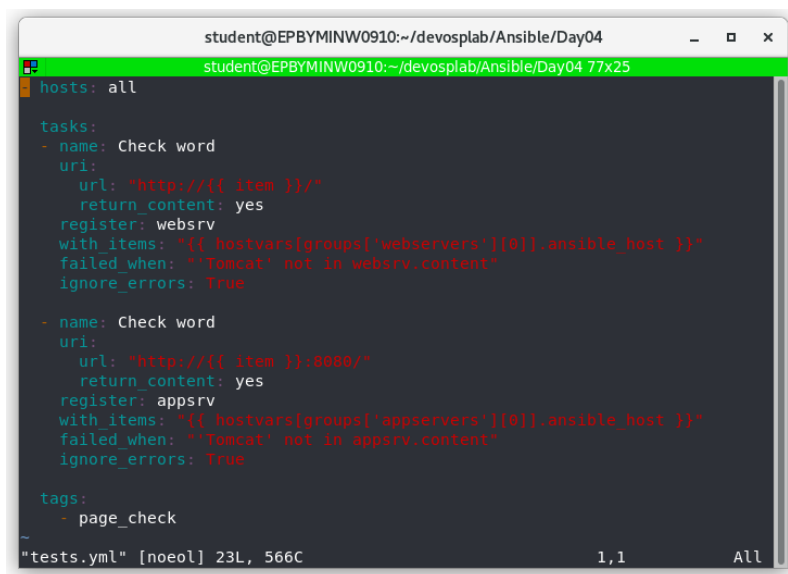 student@EPBYMINW0910:~/devosplab/Ansible/Day04
student@EPBYMINW0910:~/devosplab/Ansible/Day04 77x25
- hosts: all
  tasks:
  - name: Check word
    uri:
      url: "http://{{ item }}/"
      return_content: yes
    register: websrv
    with_items: "{{ hostvars[groups['webservers'][0]].ansible_host }}"
    failed_when: "'Tomcat' not in websrv.content"
    ignore_errors: True
  - name: Check word
    uri:
      url: "http://{{ item }}:8080/"
      return_content: yes
    register: appsrv
    with_items: "{{ hostvars[groups['appservers'][0]].ansible_host }}"
    failed_when: "'Tomcat' not in appsrv.content"
    ignore_errors: True
  tags:
    - page_check
~
"tests.yml" [noeol] 23L, 566C 1,1 All